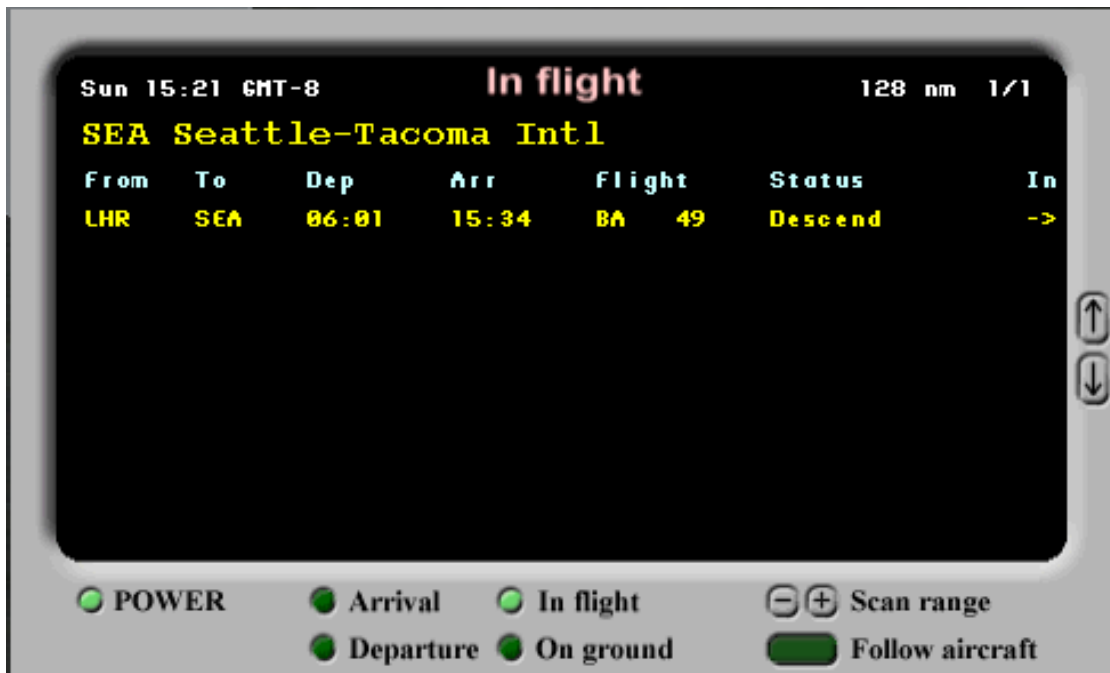 Sun 15:21 GMT-8 In flight 128 nm 1/1
SEA Seattle-Tacoma Intl
From To Dep Arr Flight Status In
LHR SEA 06:01 15:34 BA 49 Descend ->
POWER Arrival In flight - + Scan range
Departure On ground Follow aircraft